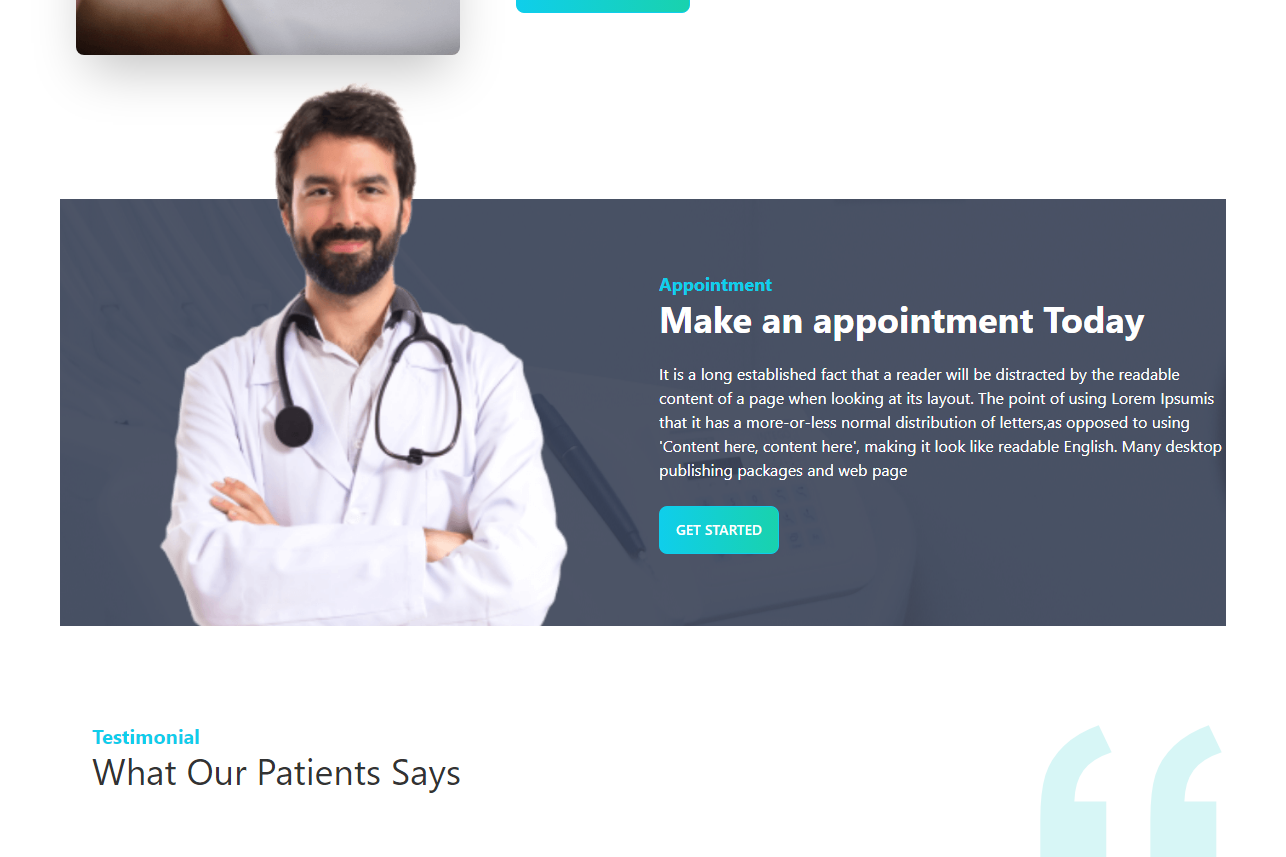 Appointment
Make an appointment Today
It is a long established fact that a reader will be distracted by the readable
content of a page when looking at its layout. The point of using Lorem Ipsumis
that it has a more-or-less normal distribution of letters,as opposed to using
'Content here, content here', making it look like readable English. Many desktop
publishing packages and web page
GET STARTED
Testimonial
What Our Patients Says